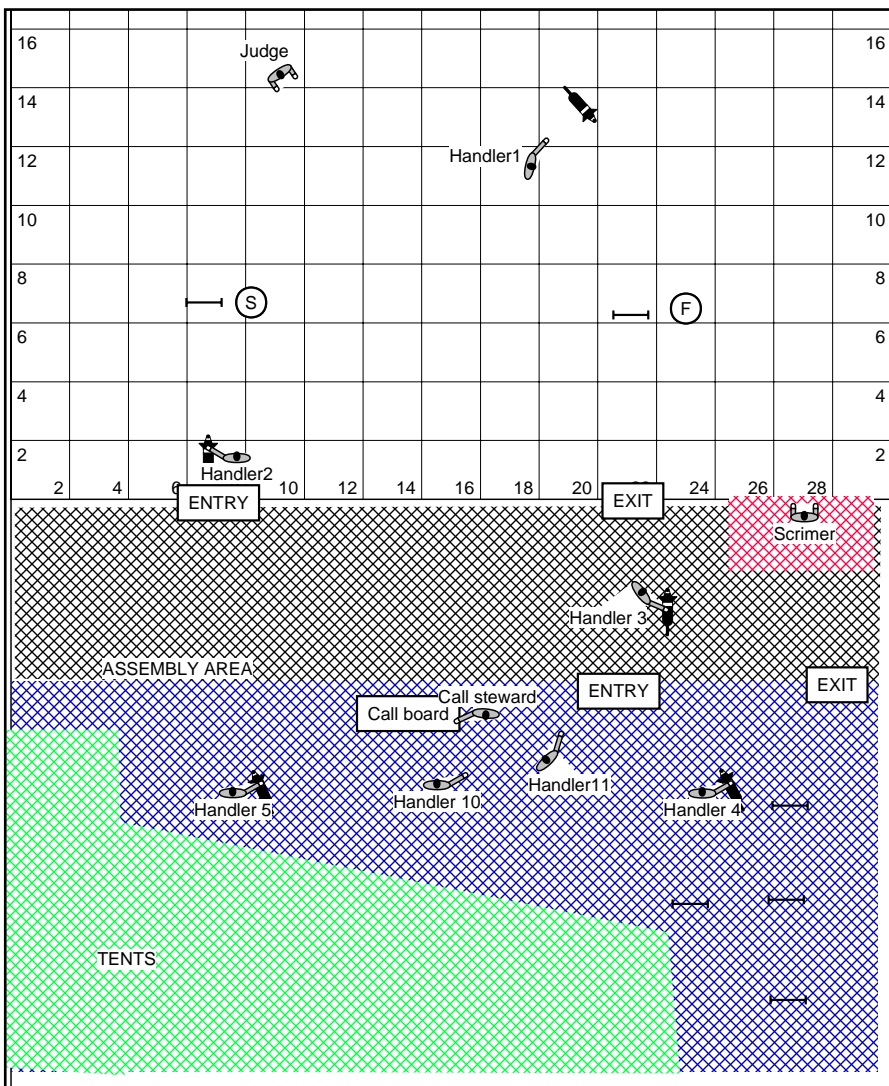 16 16
Judge
14 14
12 Handler1 12
10 10
8 8
S F
6 6
4 4
2 2
Handler2
2 4 6 10 12 14 16 18 20 24 26 28
ENTRY EXIT
Scrimer
Handler 3
ASSEMBLY AREA
Call steward ENTRY EXIT
Call board
Handler11
Handler 5 Handler 10 Handler 4
TENTS